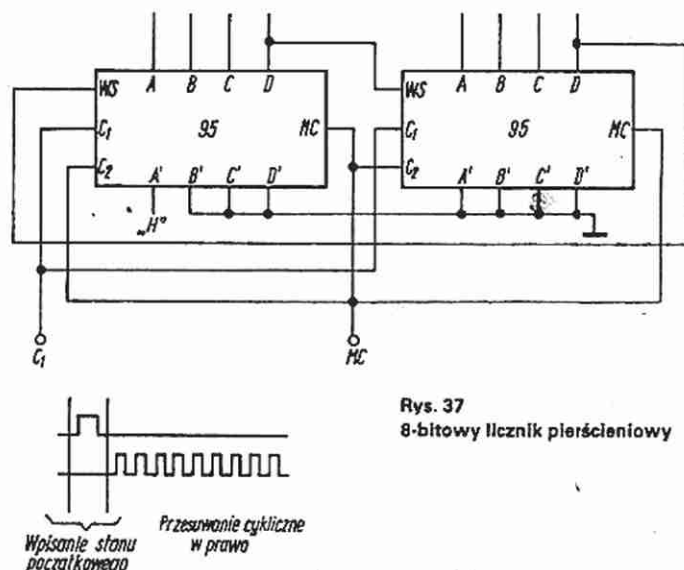 A B C D
A B C D
WS
WS
C₁
95
MC
C₁
95
MC
C₂
C₂
A' B' C' D'
A' B' C' D'
„H”
C₁
MC
Rys. 37
8-bitowy licznik pierścieniowy
Przesuwanie cykliczne
w prawo
Wpisanie stanu
początkowego